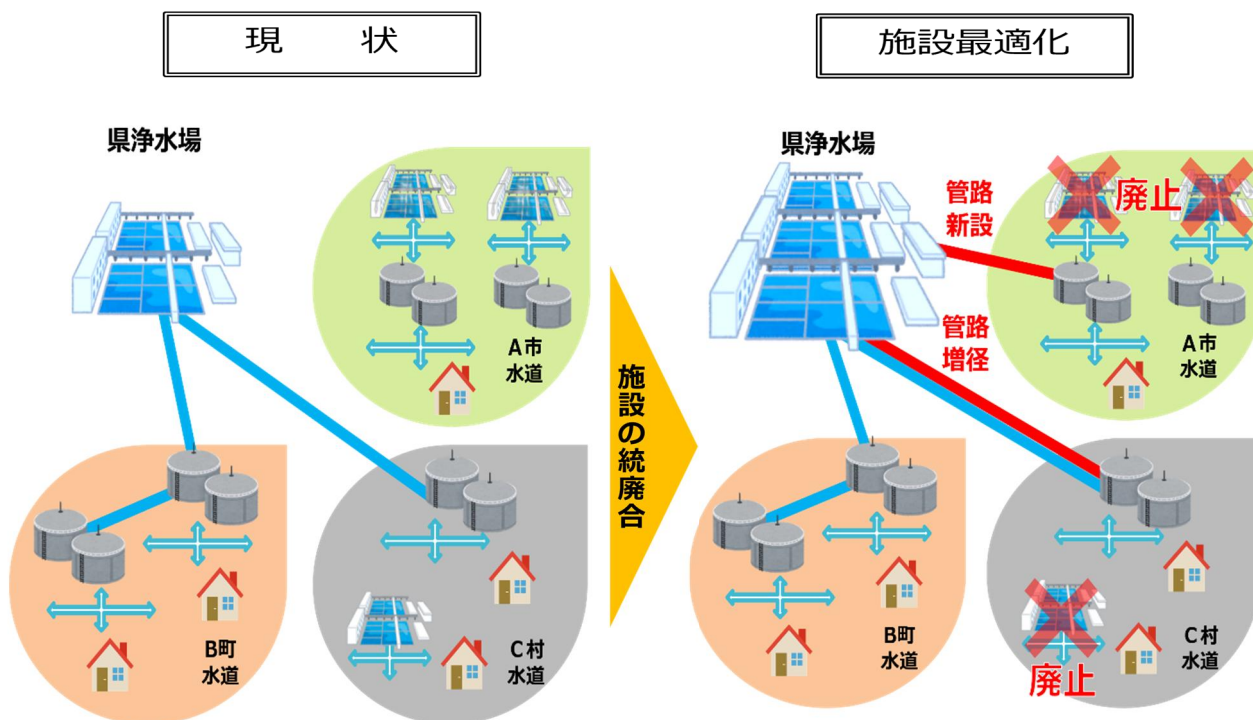 現 状
県浄水場
A市
水道
B町
水道
C村
水道
施設の統廃合
施設最適化
県浄水場
管路
新設
廃止
管路
増径
A市
水道
B町
水道
C村
水道
廃止